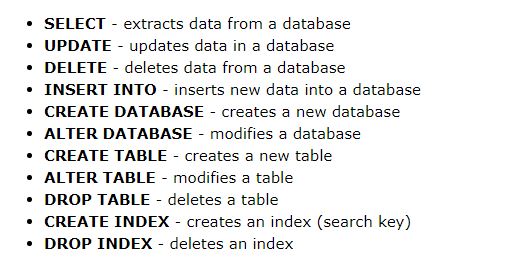 • SELECT - extracts data from a database
• UPDATE - updates data in a database
• DELETE - deletes data from a database
• INSERT INTO - inserts new data into a database
• CREATE DATABASE - creates a new database
• ALTER DATABASE - modifies a database
• CREATE TABLE - creates a new table
• ALTER TABLE - modifies a table
• DROP TABLE - deletes a table
• CREATE INDEX - creates an index (search key)
• DROP INDEX - deletes an index